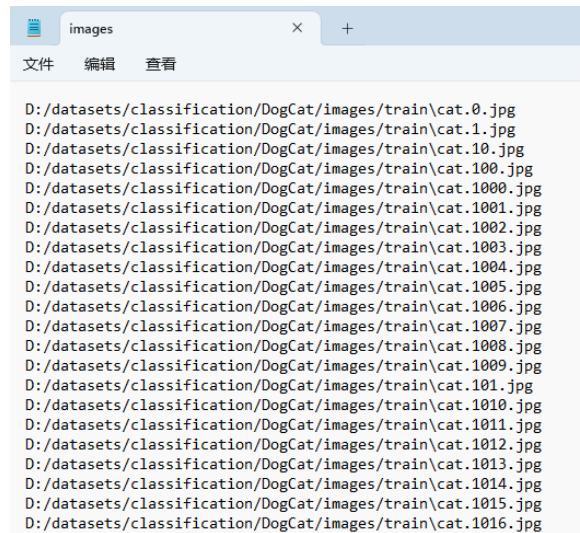 images
文件 编辑 查看
D:/datasets/classification/DogCat/images/train\cat.0.jpg
D:/datasets/classification/DogCat/images/train\cat.1.jpg
D:/datasets/classification/DogCat/images/train\cat.10.jpg
D:/datasets/classification/DogCat/images/train\cat.100.jpg
D:/datasets/classification/DogCat/images/train\cat.1000.jpg
D:/datasets/classification/DogCat/images/train\cat.1001.jpg
D:/datasets/classification/DogCat/images/train\cat.1002.jpg
D:/datasets/classification/DogCat/images/train\cat.1003.jpg
D:/datasets/classification/DogCat/images/train\cat.1004.jpg
D:/datasets/classification/DogCat/images/train\cat.1005.jpg
D:/datasets/classification/DogCat/images/train\cat.1006.jpg
D:/datasets/classification/DogCat/images/train\cat.1007.jpg
D:/datasets/classification/DogCat/images/train\cat.1008.jpg
D:/datasets/classification/DogCat/images/train\cat.1009.jpg
D:/datasets/classification/DogCat/images/train\cat.101.jpg
D:/datasets/classification/DogCat/images/train\cat.1010.jpg
D:/datasets/classification/DogCat/images/train\cat.1011.jpg
D:/datasets/classification/DogCat/images/train\cat.1012.jpg
D:/datasets/classification/DogCat/images/train\cat.1013.jpg
D:/datasets/classification/DogCat/images/train\cat.1014.jpg
D:/datasets/classification/DogCat/images/train\cat.1015.jpg
D:/datasets/classification/DogCat/images/train\cat.1016.jpg